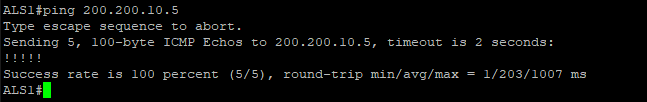 ALS1#ping 200.200.10.5
Type escape sequence to abort.
Sending 5, 100-byte ICMP Echos to 200.200.10.5, timeout is 2 seconds:
!!!!!
Success rate is 100 percent (5/5), round-trip min/avg/max = 1/203/1007 ms
ALS1#